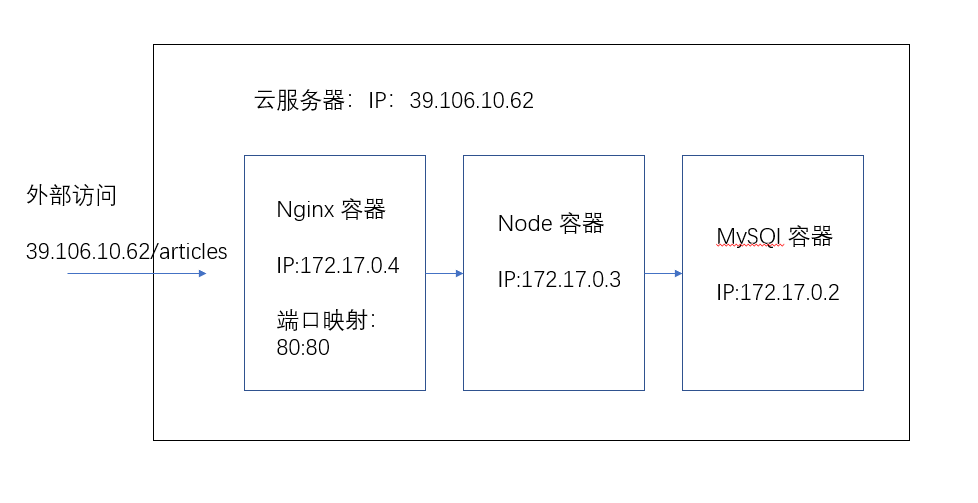 云服务器：IP：39.106.10.62
外部访问
39.106.10.62/articles
Nginx 容器
IP:172.17.0.4
端口映射：
80:80
Node 容器
IP:172.17.0.3
MySQl 容器
IP:172.17.0.2